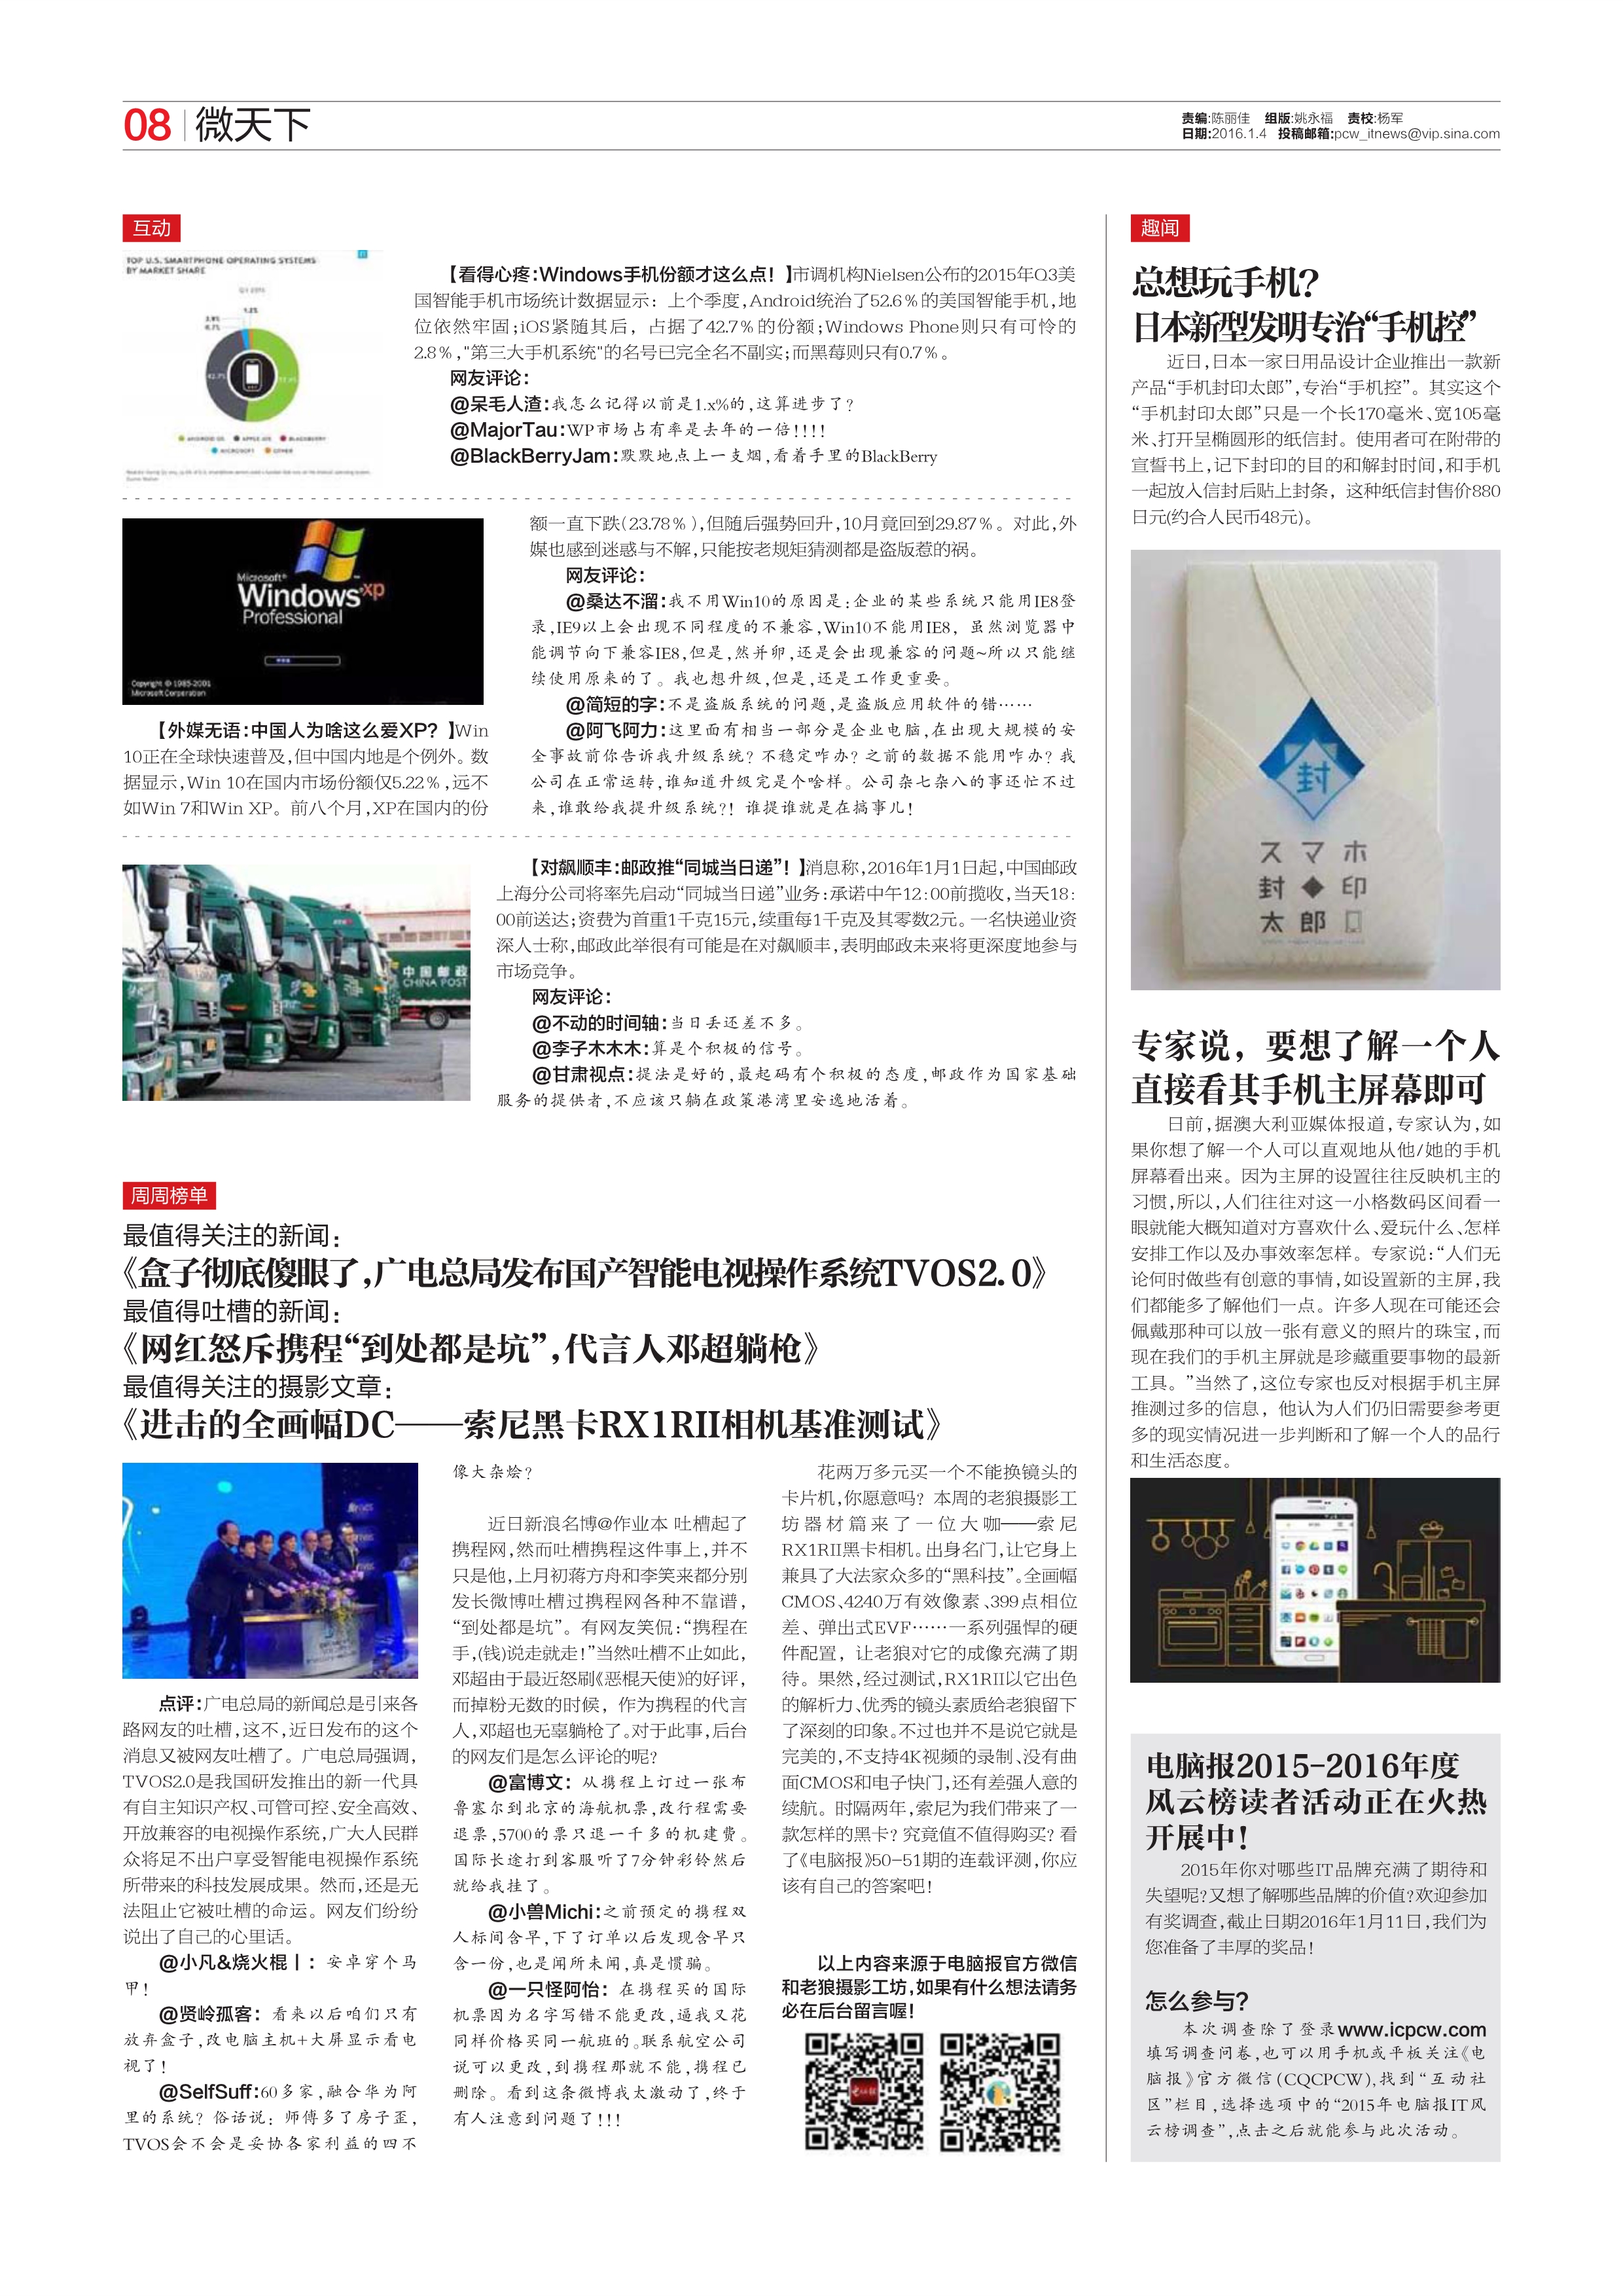 08 微天下
责编:陈丽佳 组版:姚永福 责校:杨军
日期:2016.1.4 投稿邮箱:pcw_itnews@vip.sina.com
互动
TOP U.S. SMARTPHONE OPERATING SYSTEMS
BY MARKET SHARE
【看得心疼:Windows手机份额才这么点！】市调机构Nielsen公布的2015年Q3美
国智能手机市场统计数据显示：上个季度,Android统治了52.6%的美国智能手机,地
位依然牢固;iOS紧随其后，占据了42.7%的份额;Windows Phone则只有可怜的
2.8%,"第三大手机系统"的名号已完全名不副实;而黑莓则只有0.7%。
网友评论：
@呆毛人渣:我怎么记得以前是1.x%的,这算进步了?
@MajorTau:WP市场占有率是去年的一倍!!!!
@BlackBerryJam:默默地点上一支烟,看着手里的BlackBerry
Microsoft
Windows xp
Professional
Copyright © 1985-2001
Microsoft Corporation
【外媒无语:中国人为啥这么爱XP？】Win
10正在全球快速普及,但中国内地是个例外。数
据显示,Win 10在国内市场份额仅5.22%,远不
如Win 7和Win XP。前八个月,XP在国内的份
额一直下跌(23.78%),但随后强势回升,10月竟回到29.87%。对此,外
媒也感到迷惑与不解,只能按老规矩猜测都是盗版惹的祸。
网友评论：
@桑达不溜:我不用Win10的原因是:企业的某些系统只能用IE8登
录,IE9以上会出现不同程度的不兼容,Win10不能用IE8，虽然浏览器中
能调节向下兼容IE8,但是,然并卵,还是会出现兼容的问题~所以只能继
续使用原来的了。我也想升级,但是,还是工作更重要。
@简短的字:不是盗版系统的问题,是盗版应用软件的错……
@阿飞阿力:这里面有相当一部分是企业电脑,在出现大规模的安
全事故前你告诉我升级系统？不稳定咋办？之前的数据不能用咋办？我
公司在正常运转,谁知道升级完是个啥样。公司杂七杂八的事还忙不过
来,谁敢给我提升级系统?！谁提谁就是在搞事儿!
中国邮政
CHINA POST
【对飙顺丰:邮政推“同城当日递”！】消息称,2016年1月1日起,中国邮政
上海分公司将率先启动“同城当日递”业务:承诺中午12:00前揽收,当天18:
00前送达;资费为首重1千克15元,续重每1千克及其零数2元。一名快递业资
深人士称,邮政此举很有可能是在对飙顺丰,表明邮政未来将更深度地参与
市场竞争。
网友评论：
@不动的时间轴:当日丢还差不多。
@李子木木木:算是个积极的信号。
@甘肃视点:提法是好的,最起码有个积极的态度,邮政作为国家基础
服务的提供者,不应该只躺在政策港湾里安逸地活着。
周周榜单
最值得关注的新闻：
《盒子彻底傻眼了,广电总局发布国产智能电视操作系统TVOS2.0》
最值得吐槽的新闻：
《网红怒斥携程“到处都是坑”,代言人邓超躺枪》
最值得关注的摄影文章：
《进击的全画幅DC——索尼黑卡RX1RII相机基准测试》
点评:广电总局的新闻总是引来各
路网友的吐槽,这不,近日发布的这个
消息又被网友吐槽了。广电总局强调,
TVOS2.0是我国研发推出的新一代具
有自主知识产权、可管可控、安全高效、
开放兼容的电视操作系统,广大人民群
众将足不出户享受智能电视操作系统
所带来的科技发展成果。然而,还是无
法阻止它被吐槽的命运。网友们纷纷
说出了自己的心里话。
@小凡&烧火棍丨：安卓穿个马
甲!
@贤岭孤客：看来以后咱们只有
放弃盒子,改电脑主机+大屏显示看电
视了!
@SelfSuff:60多家,融合华为阿
里的系统？俗话说：师傅多了房子歪,
TVOS会不会是妥协各家利益的四不
像大杂烩?
近日新浪名博@作业本 吐槽起了
携程网,然而吐槽携程这件事上,并不
只是他,上月初蒋方舟和李笑来都分别
发长微博吐槽过携程网各种不靠谱,
“到处都是坑”。有网友笑侃:“携程在
手,(钱)说走就走!”当然吐槽不止如此,
邓超由于最近怒刷《恶棍天使》的好评,
而掉粉无数的时候，作为携程的代言
人,邓超也无辜躺枪了。对于此事,后台
的网友们是怎么评论的呢?
@富博文：从携程上订过一张布
鲁塞尔到北京的海航机票,改行程需要
退票,5700的票只退一千多的机建费。
国际长途打到客服听了7分钟彩铃然后
就给我挂了。
@小兽Michi:之前预定的携程双
人标间含早,下了订单以后发现含早只
含一份,也是闻所未闻,真是惯骗。
@一只怪阿怡：在携程买的国际
机票因为名字写错不能更改,逼我又花
同样价格买同一航班的。联系航空公司
说可以更改,到携程那就不能,携程已
删除。看到这条微博我太激动了,终于
有人注意到问题了!!!
花两万多元买一个不能换镜头的
卡片机,你愿意吗？本周的老狼摄影工
坊器材篇来了一位大咖——索尼
RX1RII黑卡相机。出身名门,让它身上
兼具了大法家众多的“黑科技”。全画幅
CMOS、4240万有效像素、399点相位
差、弹出式EVF……一系列强悍的硬
件配置，让老狼对它的成像充满了期
待。果然,经过测试,RX1RII以它出色
的解析力、优秀的镜头素质给老狼留下
了深刻的印象。不过也并不是说它就是
完美的,不支持4K视频的录制、没有曲
面CMOS和电子快门,还有差强人意的
续航。时隔两年,索尼为我们带来了一
款怎样的黑卡？究竟值不值得购买？看
了《电脑报》50-51期的连载评测,你应
该有自己的答案吧!
以上内容来源于电脑报官方微信
和老狼摄影工坊,如果有什么想法请务
必在后台留言喔!
趣闻
总想玩手机?
日本新型发明专治“手机控”
近日,日本一家日用品设计企业推出一款新
产品“手机封印太郎”,专治“手机控”。其实这个
“手机封印太郎”只是一个长170毫米、宽105毫
米、打开呈椭圆形的纸信封。使用者可在附带的
宣誓书上,记下封印的目的和解封时间,和手机
一起放入信封后贴上封条，这种纸信封售价880
日元(约合人民币48元)。
封
スマホ
封◆印
太郎
专家说，要想了解一个人
直接看其手机主屏幕即可
日前,据澳大利亚媒体报道,专家认为,如
果你想了解一个人可以直观地从他/她的手机
屏幕看出来。因为主屏的设置往往反映机主的
习惯,所以,人们往往对这一小格数码区间看一
眼就能大概知道对方喜欢什么、爱玩什么、怎样
安排工作以及办事效率怎样。专家说:“人们无
论何时做些有创意的事情,如设置新的主屏,我
们都能多了解他们一点。许多人现在可能还会
佩戴那种可以放一张有意义的照片的珠宝,而
现在我们的手机主屏就是珍藏重要事物的最新
工具。”当然了,这位专家也反对根据手机主屏
推测过多的信息，他认为人们仍旧需要参考更
多的现实情况进一步判断和了解一个人的品行
和生活态度。
电脑报2015-2016年度
风云榜读者活动正在火热
开展中!
2015年你对哪些IT品牌充满了期待和
失望呢?又想了解哪些品牌的价值?欢迎参加
有奖调查,截止日期2016年1月11日,我们为
您准备了丰厚的奖品!
怎么参与?
本次调查除了登录www.icpcw.com
填写调查问卷,也可以用手机或平板关注《电
脑报》官方微信(CQCPCW),找到“互动社
区”栏目,选择选项中的“2015年电脑报IT风
云榜调查”,点击之后就能参与此次活动。